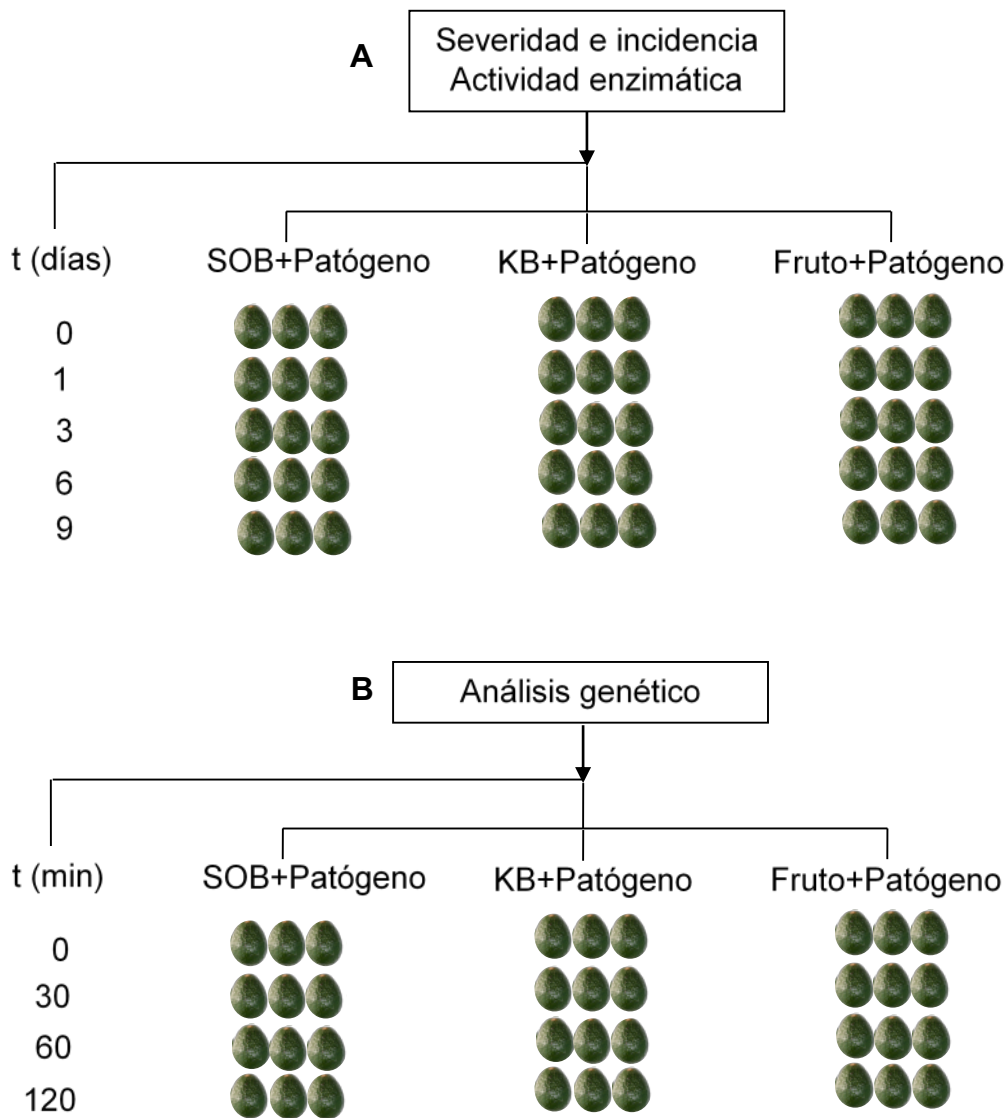 A
Severidad e incidencia
Actividad enzimática
t (días)
SOB+Patógeno
KB+Patógeno
Fruto+Patógeno
0
1
3
6
9
B
Análisis genético
t (min)
SOB+Patógeno
KB+Patógeno
Fruto+Patógeno
0
30
60
120